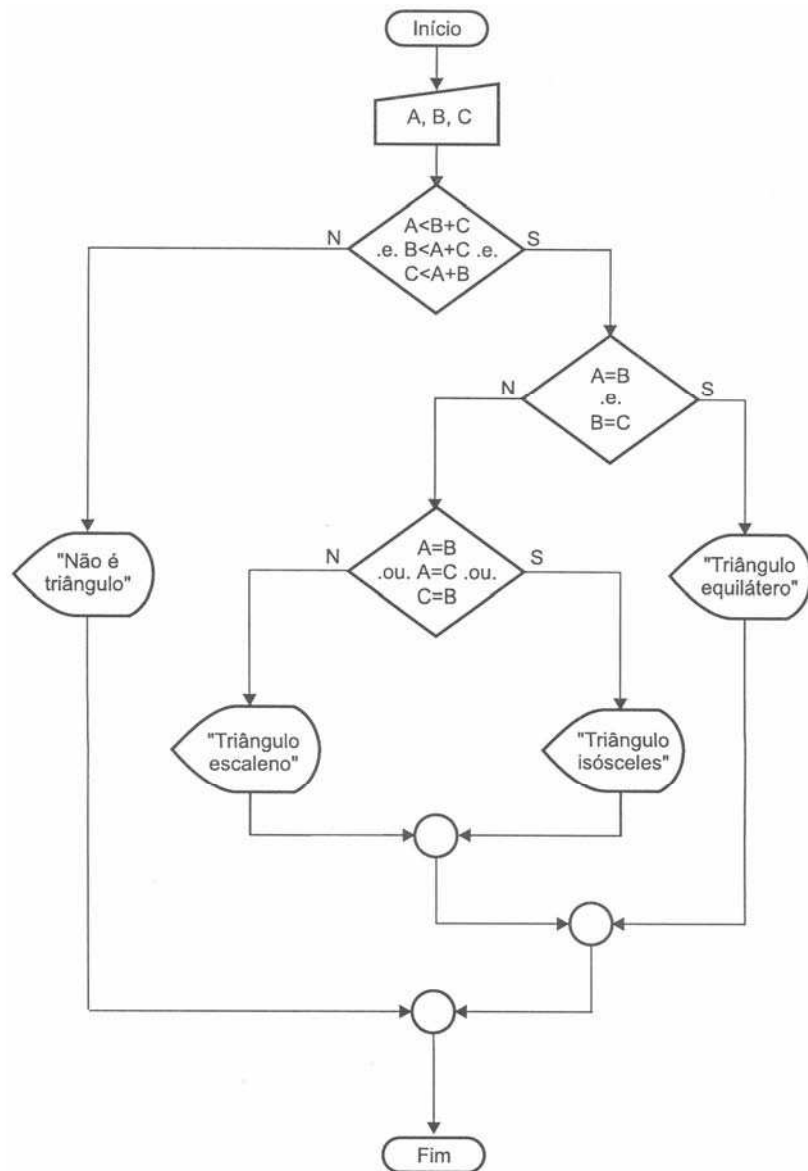 Início
A, B, C
A<B+C
.e. B<A+C .e.
C<A+B
N
S
A=B
.e.
B=C
N
S
"Não é
triângulo"
A=B
.ou. A=C .ou.
C=B
N
S
"Triângulo
equilátero"
"Triângulo
escaleno"
"Triângulo
isósceles"
Fim